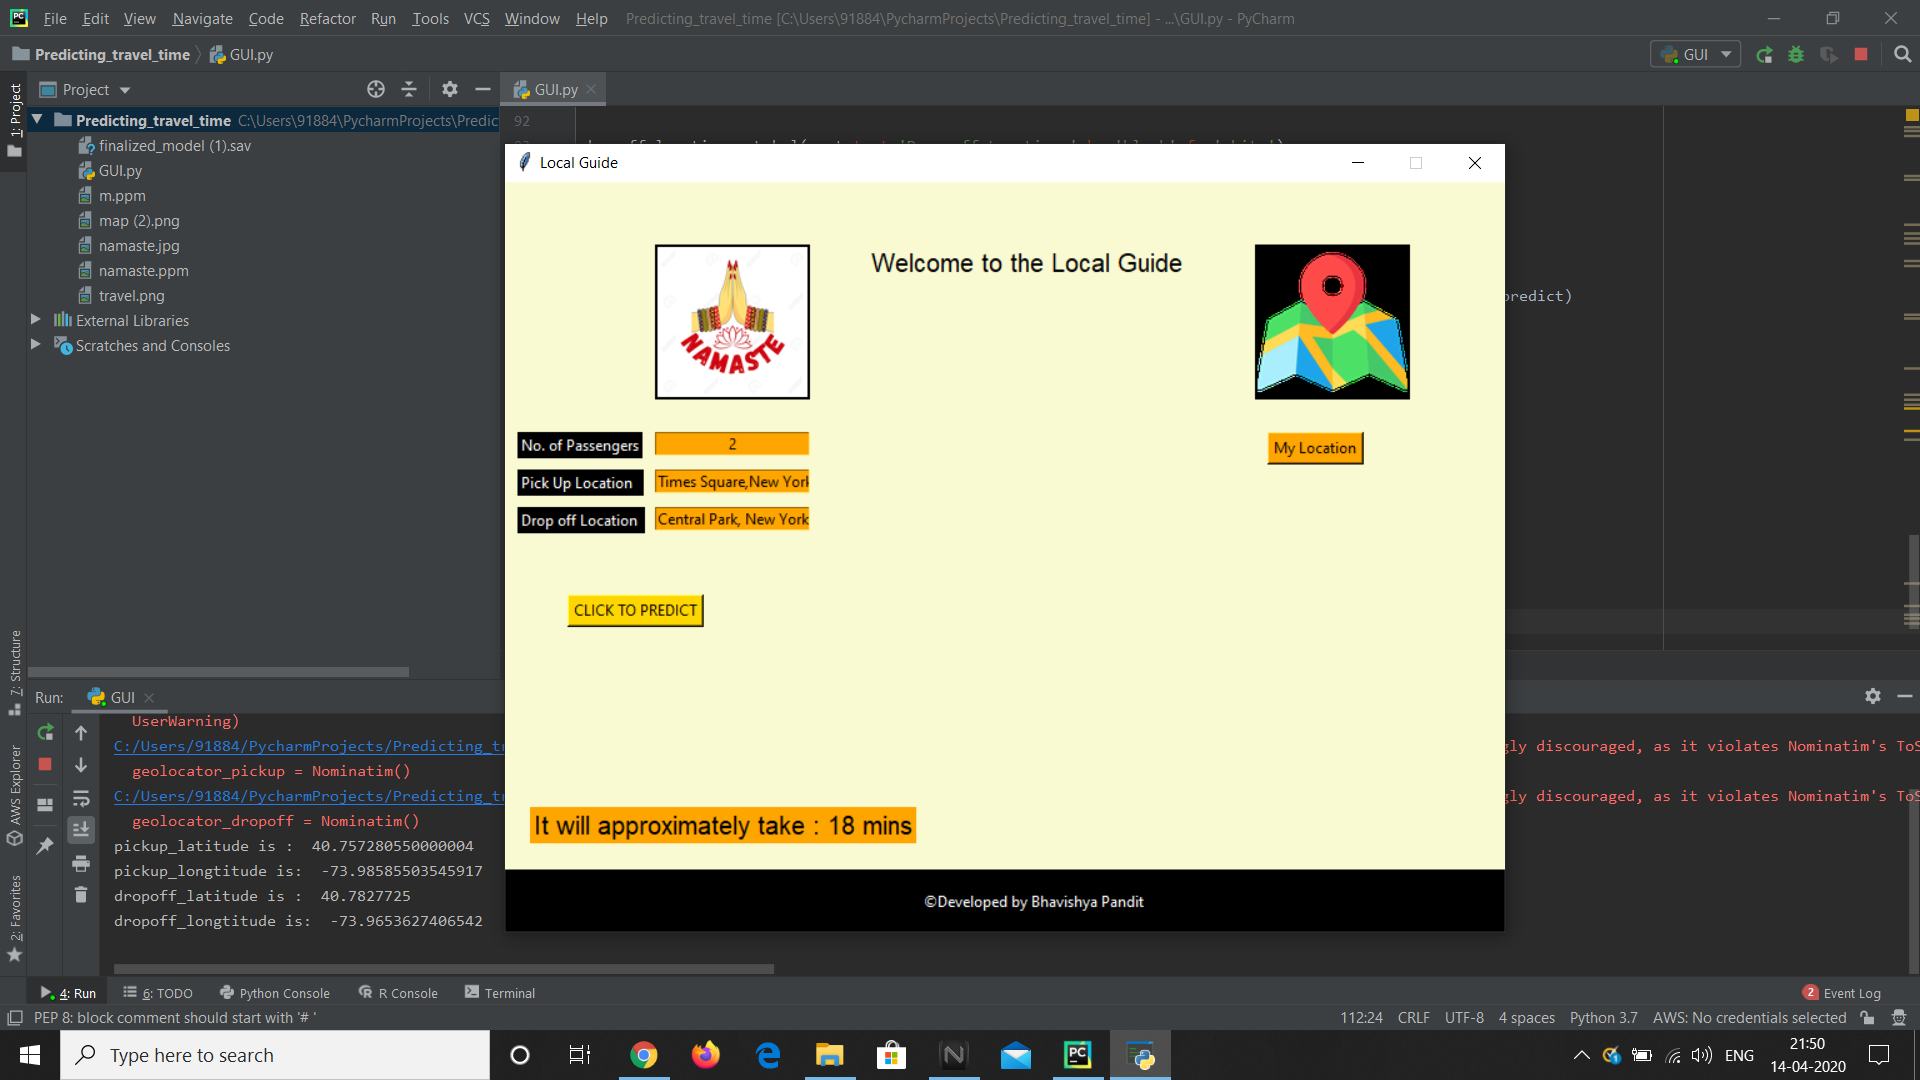 File Edit View Navigate Code Refactor Run Tools VCS Window Help Predicting_travel_time [C:\Users\91884\PycharmProjects\Predicting_travel_time] - ...\GUI.py - PyCharm
Predicting_travel_time GUI.py GUI
1: Project
Project
GUI.py
Predicting_travel_time C:\Users\91884\PycharmProjects\Predic
92
finalized_model (1).sav
GUI.py
m.ppm
map (2).png
namaste.jpg
namaste.ppm
travel.png
External Libraries
Scratches and Consoles
predict)
Local Guide
NAMASTE
Welcome to the Local Guide
No. of Passengers 2
My Location
Pick Up Location Times Square,New York
Drop off Location Central Park, New York
CLICK TO PREDICT
It will approximately take : 18 mins
©Developed by Bhavishya Pandit
7: Structure
AWS Explorer
2: Favorites
Run: GUI
UserWarning)
C:/Users/91884/PycharmProjects/Predicting_tr gly discouraged, as it violates Nominatim's ToS
geolocator_pickup = Nominatim()
C:/Users/91884/PycharmProjects/Predicting_tr gly discouraged, as it violates Nominatim's ToS
geolocator_dropoff = Nominatim()
pickup_latitude is : 40.757280550000004
pickup_longtitude is: -73.98585503545917
dropoff_latitude is : 40.7827725
dropoff_longtitude is: -73.9653627406542
4: Run 6: TODO Python Console R Console Terminal 2 Event Log
PEP 8: block comment should start with '# ' 112:24 CRLF UTF-8 4 spaces Python 3.7 AWS: No credentials selected
Type here to search
ENG
21:50
14-04-2020